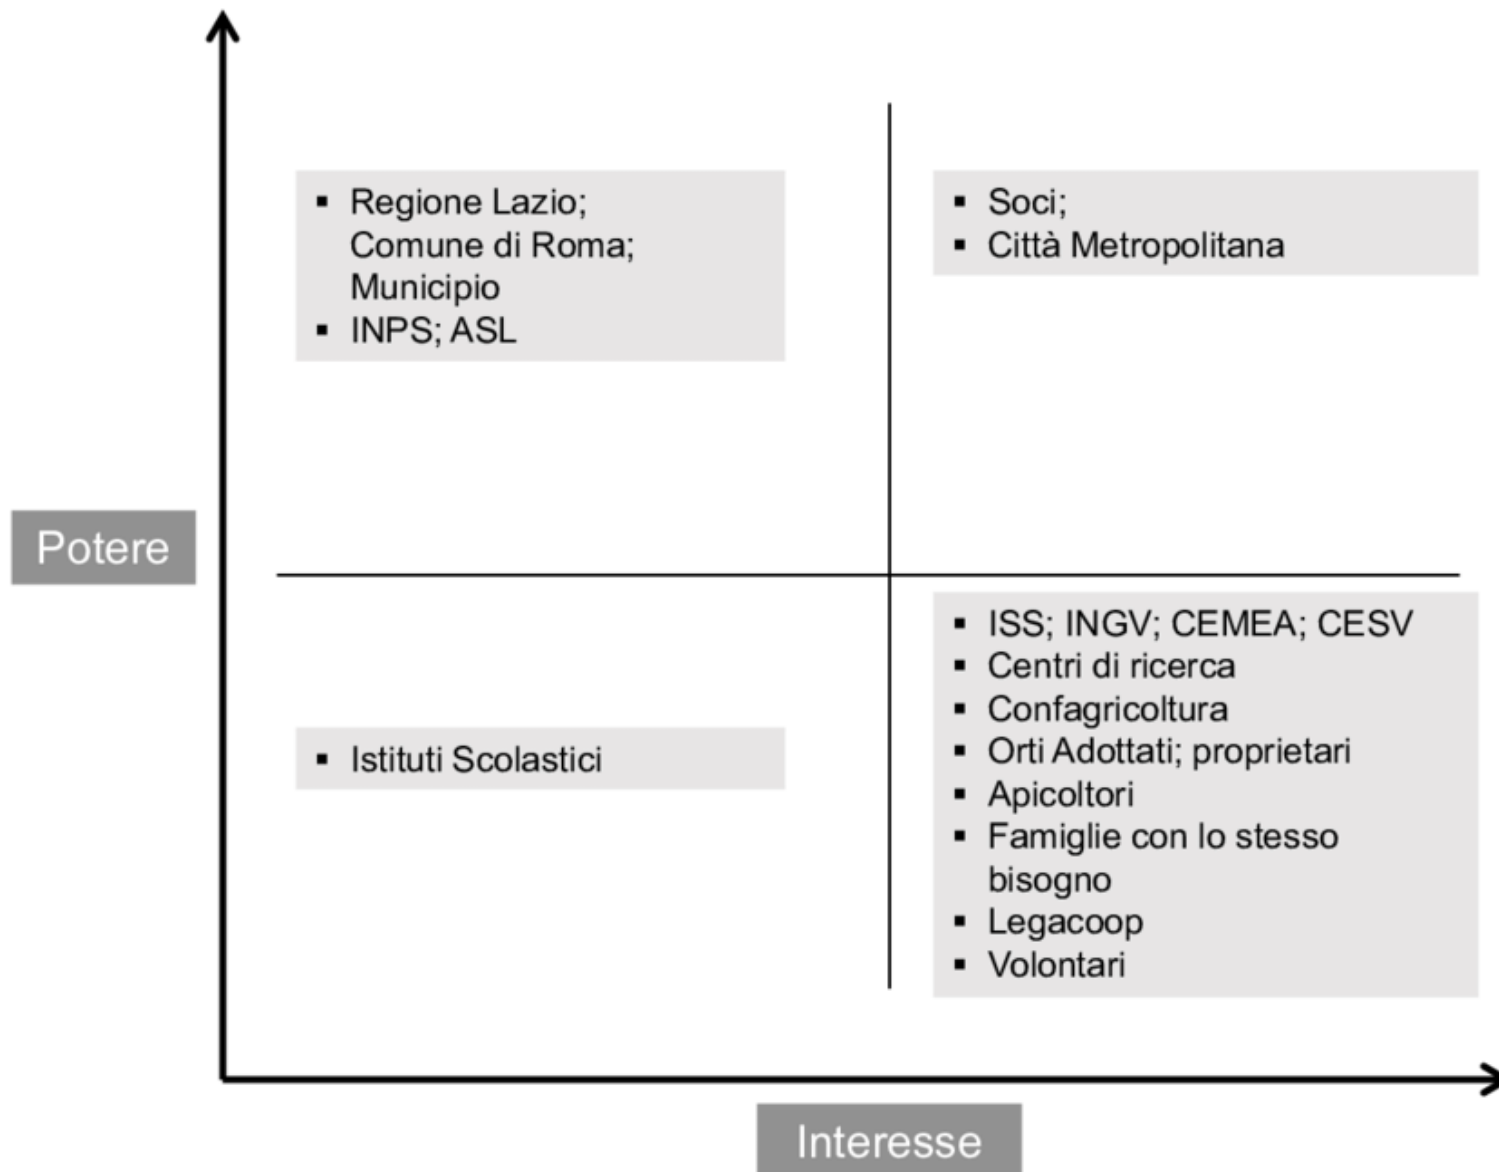 ▪ Regione Lazio;
Comune di Roma;
Municipio
▪ INPS; ASL
▪ Soci;
▪ Città Metropolitana
Potere
▪ Istituti Scolastici
▪ ISS; INGV; CEMEA; CESV
▪ Centri di ricerca
▪ Confagricoltura
▪ Orti Adottati; proprietari
▪ Apicoltori
▪ Famiglie con lo stesso
bisogno
▪ Legacoop
▪ Volontari
Interesse